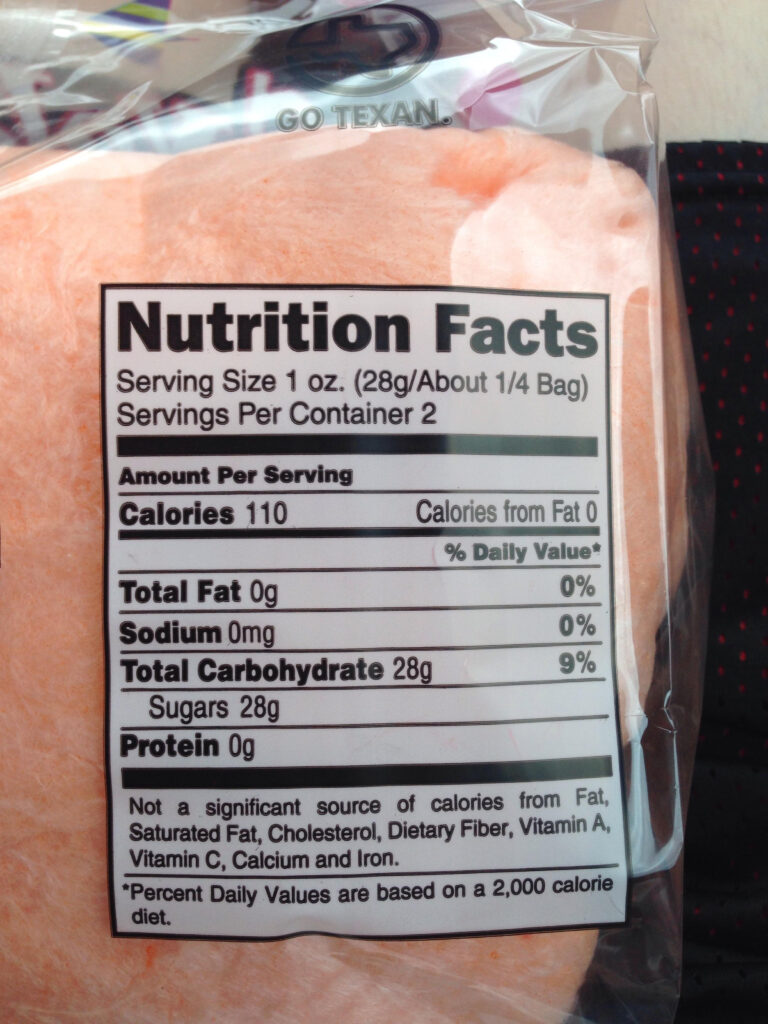 GO TEXAN.
Nutrition Facts
Serving Size 1 oz. (28g/About 1/4 Bag)
Servings Per Container 2
Amount Per Serving
Calories 110 Calories from Fat 0
% Daily Value*
Total Fat 0g 0%
Sodium 0mg 0%
Total Carbohydrate 28g 9%
Sugars 28g
Protein 0g
Not a significant source of calories from Fat,
Saturated Fat, Cholesterol, Dietary Fiber, Vitamin A,
Vitamin C, Calcium and Iron.
*Percent Daily Values are based on a 2,000 calorie
diet.